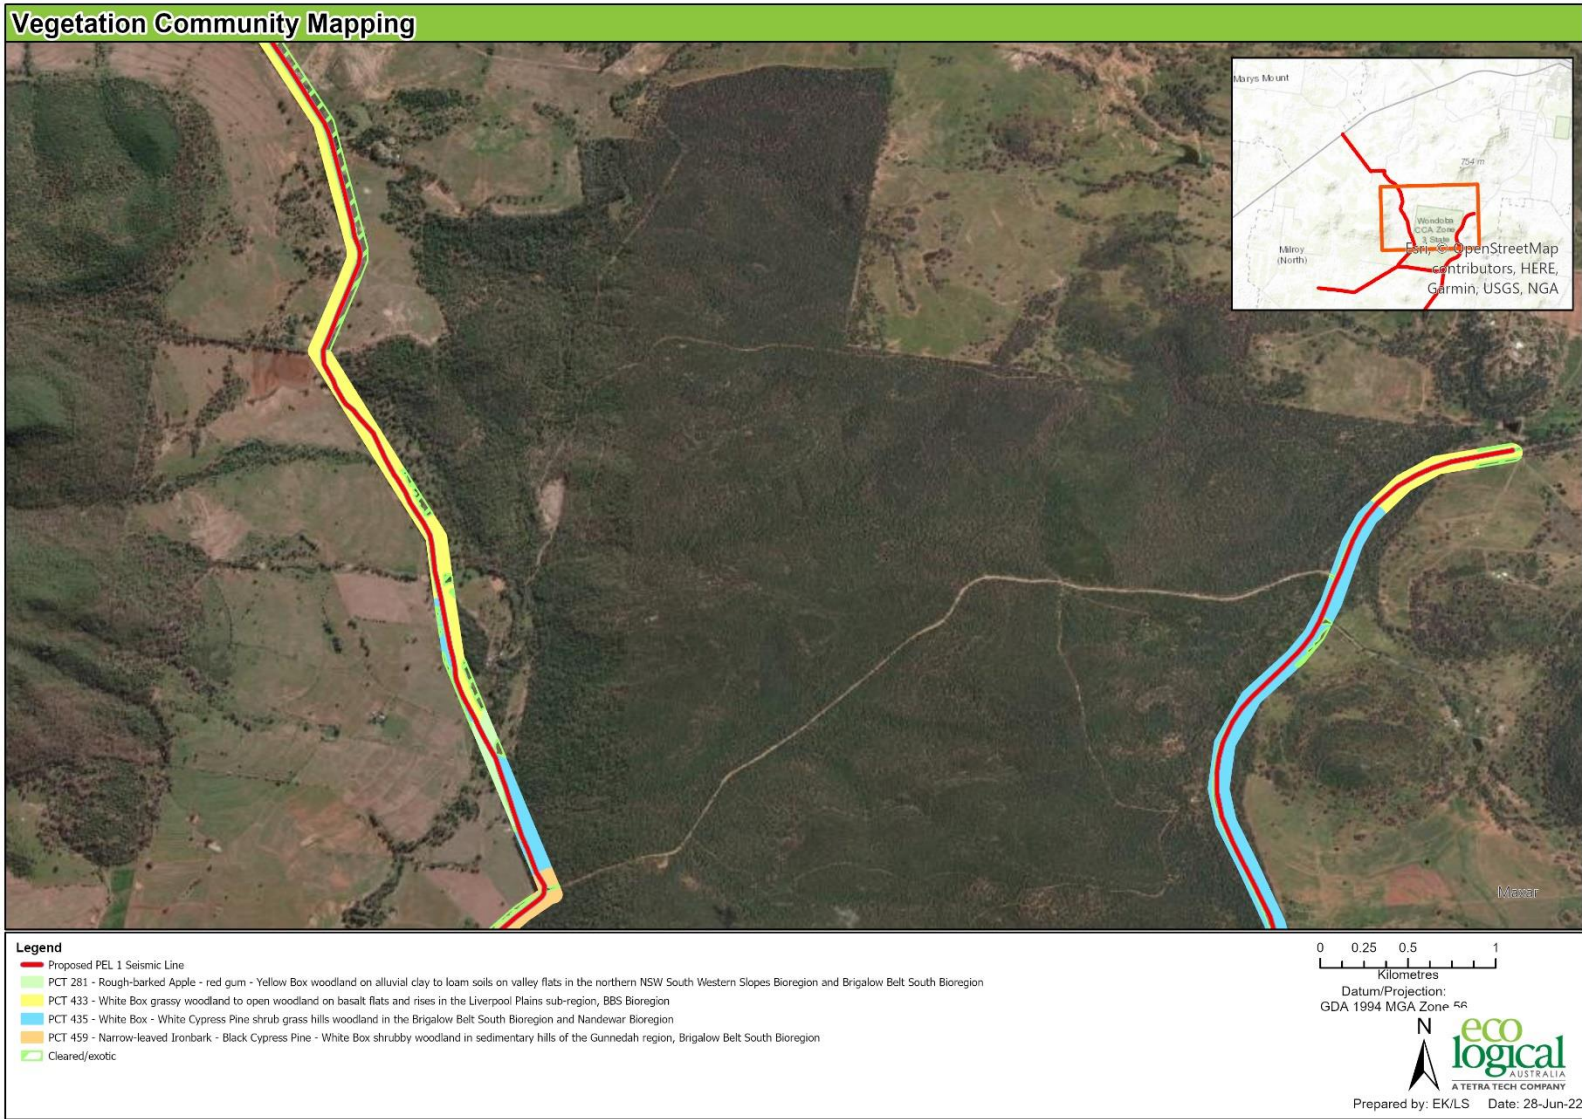 Vegetation Community Mapping
Marys Mount
754 m
Wondoba
CCA Zone
3 State
Milroy
(North)
Esri, © OpenStreetMap
contributors, HERE,
Garmin, USGS, NGA
Maxar
Legend
Proposed PEL 1 Seismic Line
PCT 281 - Rough-barked Apple - red gum - Yellow Box woodland on alluvial clay to loam soils on valley flats in the northern NSW South Western Slopes Bioregion and Brigalow Belt South Bioregion
PCT 433 - White Box grassy woodland to open woodland on basalt flats and rises in the Liverpool Plains sub-region, BBS Bioregion
PCT 435 - White Box - White Cypress Pine shrub grass hills woodland in the Brigalow Belt South Bioregion and Nandewar Bioregion
PCT 459 - Narrow-leaved Ironbark - Black Cypress Pine - White Box shrubby woodland in sedimentary hills of the Gunnedah region, Brigalow Belt South Bioregion
Cleared/exotic
0 0.25 0.5 1
Kilometres
Datum/Projection:
GDA 1994 MGA Zone 56
N
eco
logical
AUSTRALIA
A TETRA TECH COMPANY
Prepared by: EK/LS Date: 28-Jun-22